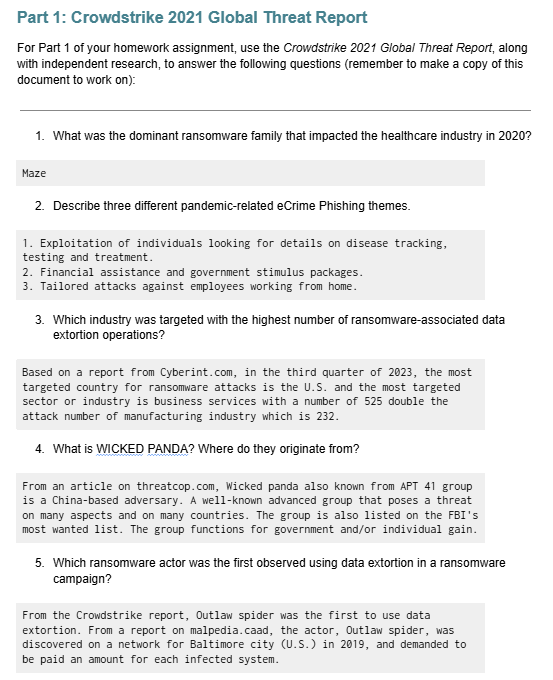 Part 1: Crowdstrike 2021 Global Threat Report
For Part 1 of your homework assignment, use the Crowdstrike 2021 Global Threat Report, along
with independent research, to answer the following questions (remember to make a copy of this
document to work on):
1. What was the dominant ransomware family that impacted the healthcare industry in 2020?
Maze
2. Describe three different pandemic-related eCrime Phishing themes.
1. Exploitation of individuals looking for details on disease tracking,
testing and treatment.
2. Financial assistance and government stimulus packages.
3. Tailored attacks against employees working from home.
3. Which industry was targeted with the highest number of ransomware-associated data
extortion operations?
Based on a report from Cyberint.com, in the third quarter of 2023, the most
targeted country for ransomware attacks is the U.S. and the most targeted
sector or industry is business services with a number of 525 double the
attack number of manufacturing industry which is 232.
4. What is WICKED PANDA? Where do they originate from?
From an article on threatcop.com, Wicked panda also known from APT 41 group
is a China-based adversary. A well-known advanced group that poses a threat
on many aspects and on many countries. The group is also listed on the FBI's
most wanted list. The group functions for government and/or individual gain.
5. Which ransomware actor was the first observed using data extortion in a ransomware
campaign?
From the Crowdstrike report, Outlaw spider was the first to use data
extortion. From a report on malpedia.caad, the actor, Outlaw spider, was
discovered on a network for Baltimore city (U.S.) in 2019, and demanded to
be paid an amount for each infected system.